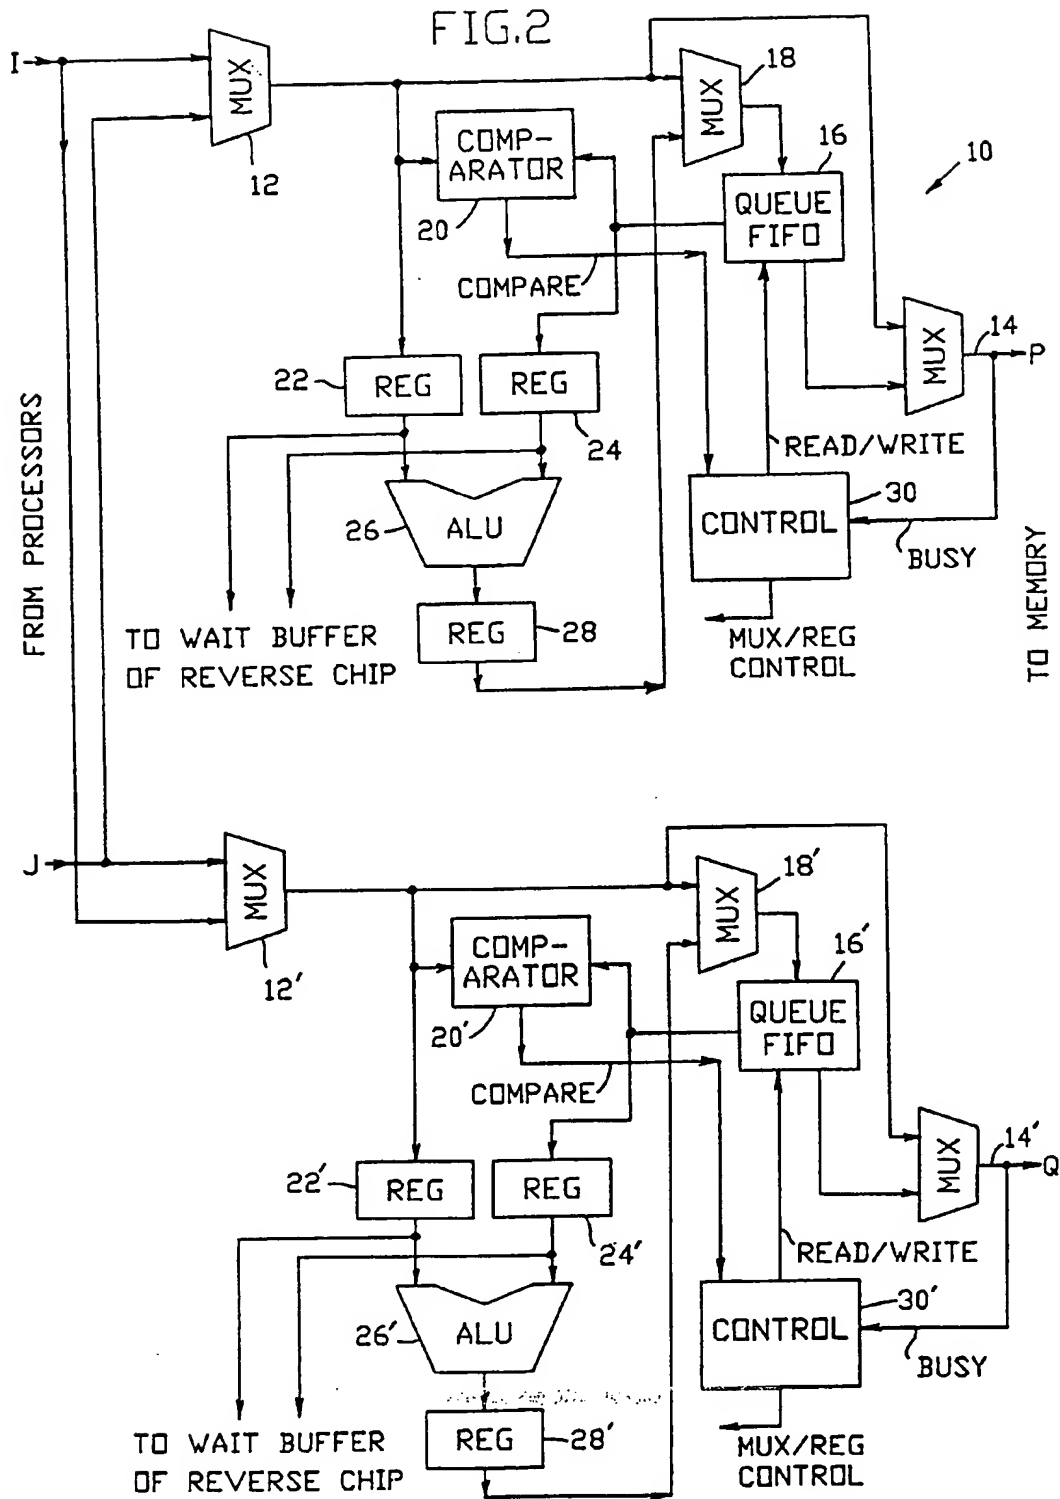 FIG.2
I
MUX
12
MUX
18
COMP-
ARATOR
20
16
QUEUE
FIFO
10
COMPARE
MUX
14
P
22
REG
REG
24
READ/WRITE
30
CONTROL
BUSY
26
ALU
REG
28
TO WAIT BUFFER
OF REVERSE CHIP
MUX/REG
CONTROL
FROM PROCESSORS
TO MEMORY
J
MUX
12'
MUX
18'
COMP-
ARATOR
20'
16'
QUEUE
FIFO
COMPARE
MUX
14'
Q
22'
REG
REG
24'
READ/WRITE
30'
CONTROL
BUSY
26'
ALU
REG
28'
TO WAIT BUFFER
OF REVERSE CHIP
MUX/REG
CONTROL